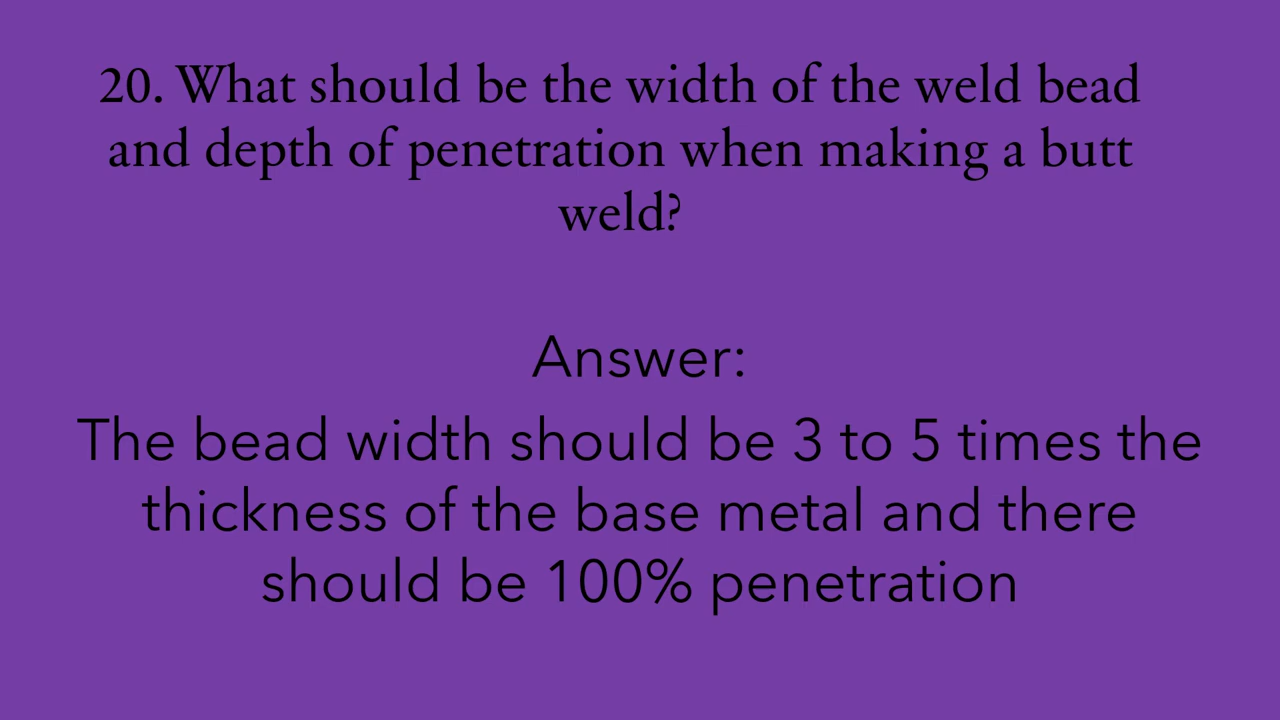 20. What should be the width of the weld bead
and depth of penetration when making a butt
weld?
Answer:
The bead width should be 3 to 5 times the
thickness of the base metal and there
should be 100% penetration